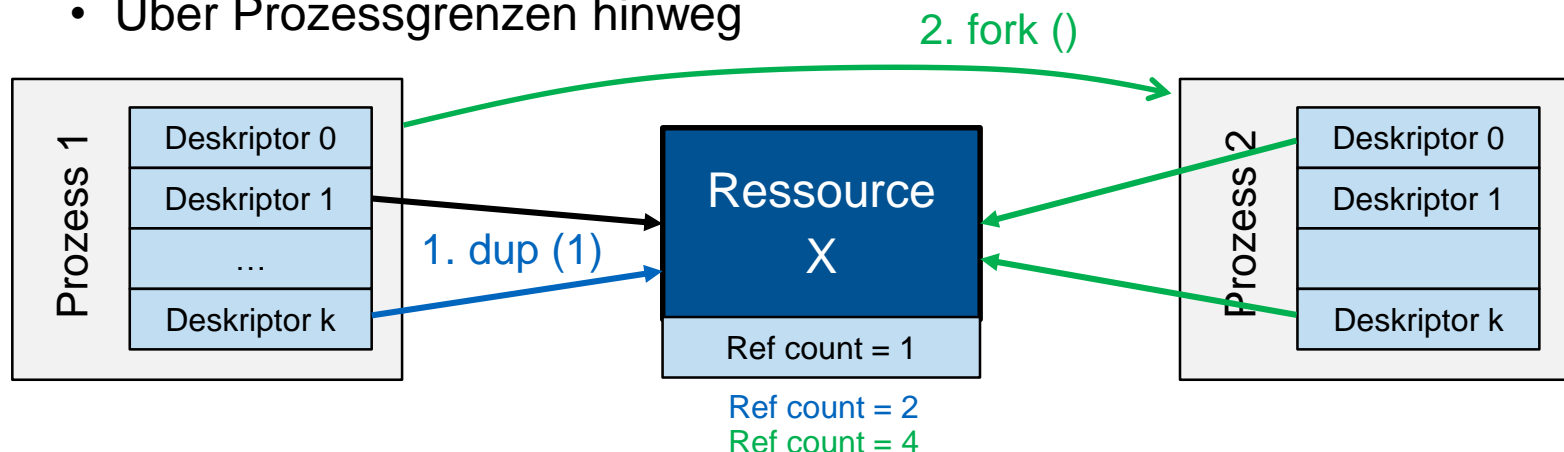 • Über Prozessgrenzen hinweg
2. fork ()
Prozess 1
Deskriptor 0
Deskriptor 1
…
Deskriptor k
1. dup (1)
Ressource
X
Ref count = 1
Ref count = 2
Ref count = 4
Prozess 2
Deskriptor 0
Deskriptor 1
Deskriptor k